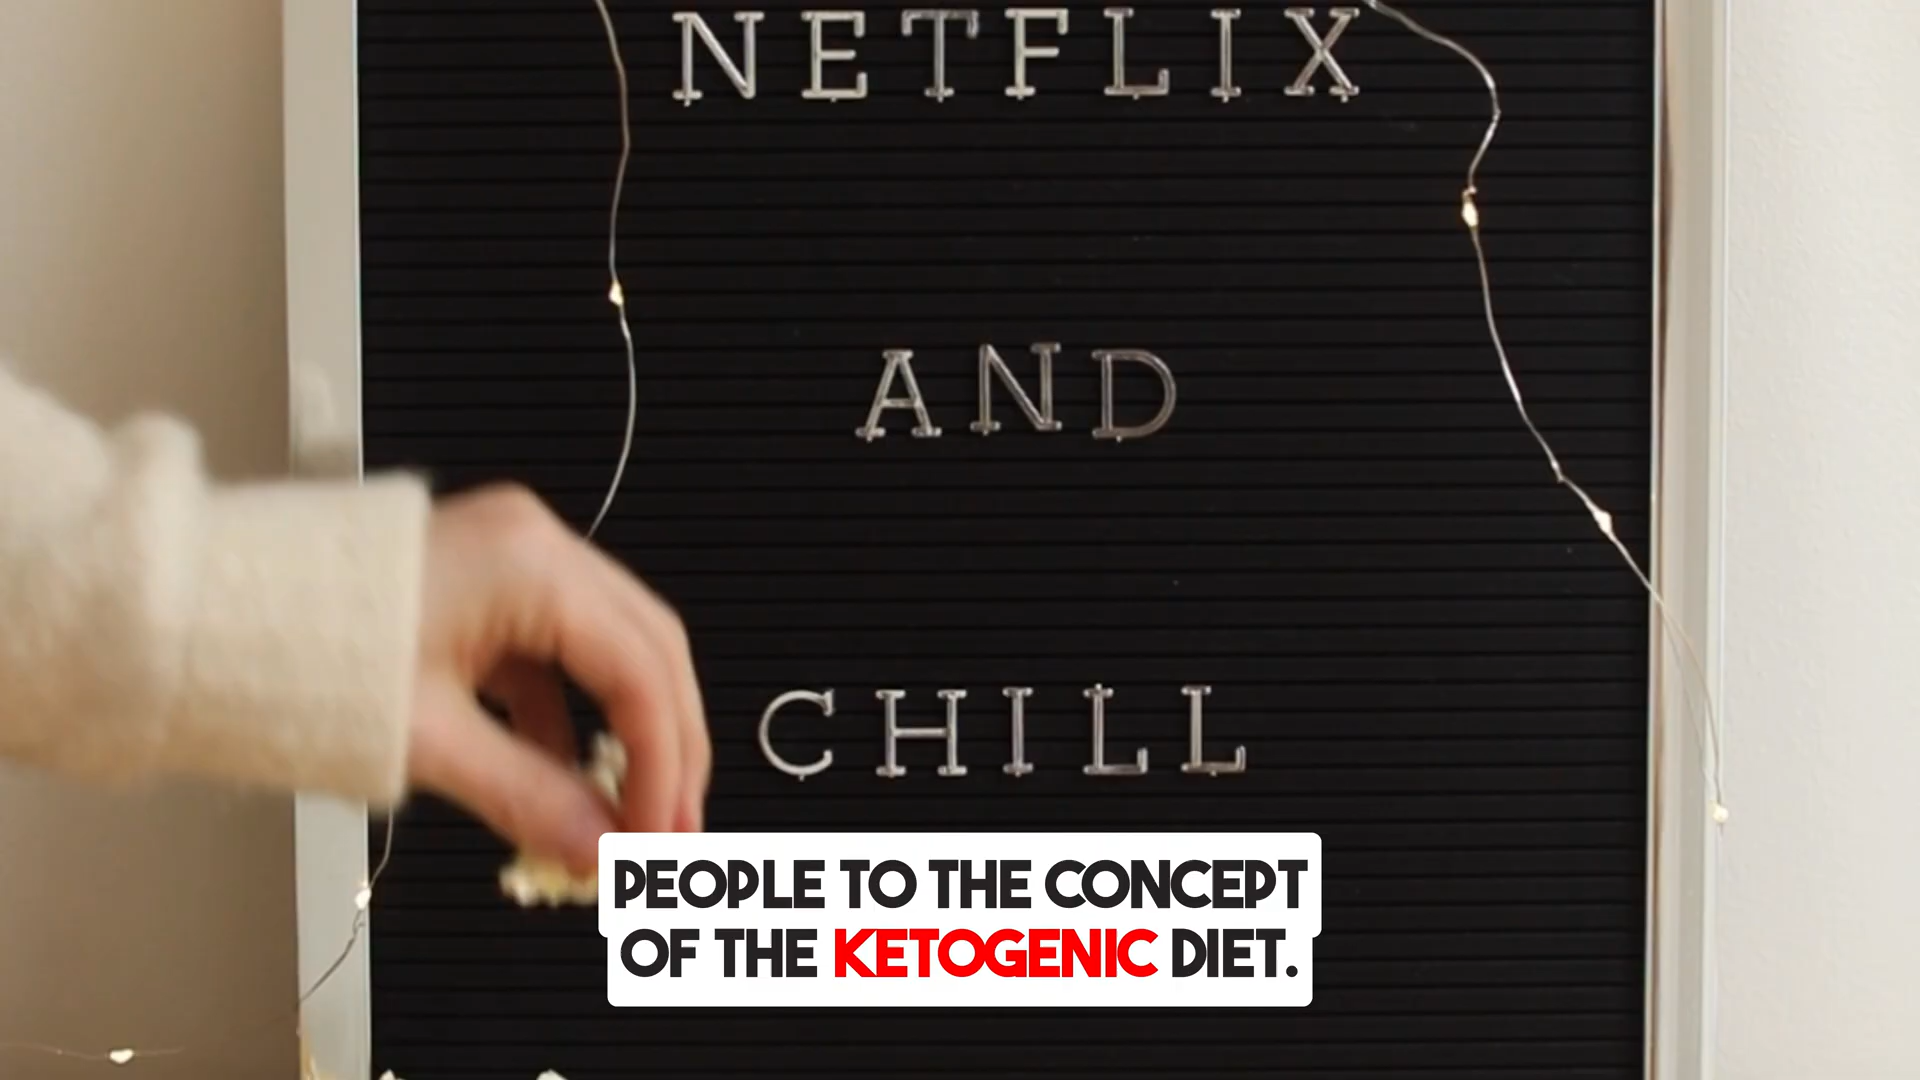 NETFLIX
AND
CHILL
PEOPLE TO THE CONCEPT
OF THE KETOGENIC DIET.